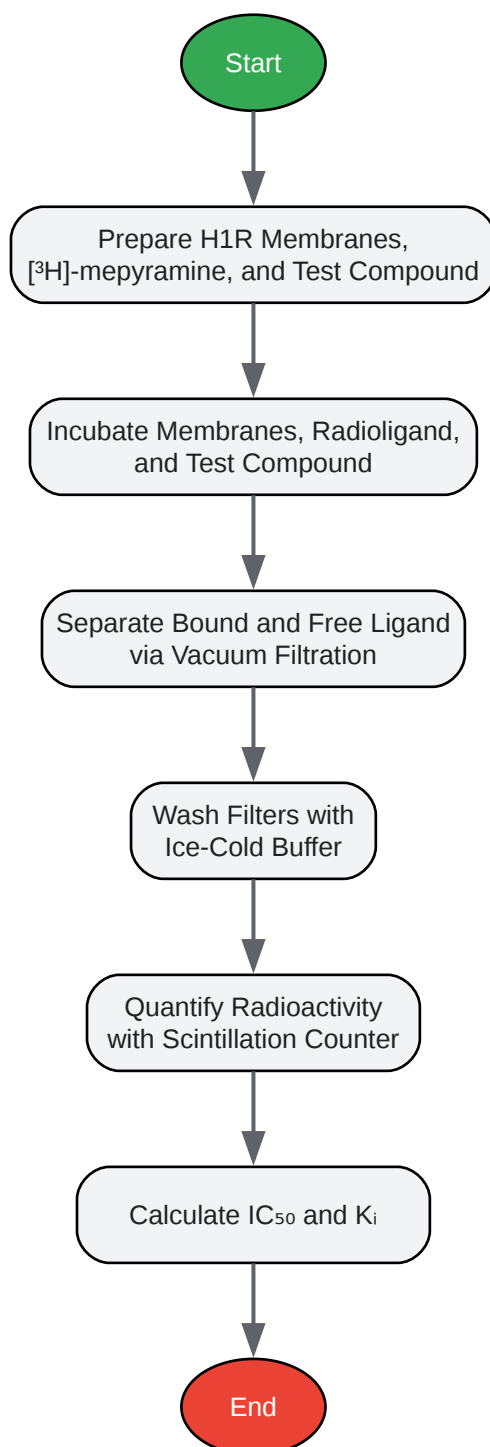 Start
Prepare H1R Membranes,
[³H]-mepyramine, and Test Compound
Incubate Membranes, Radioligand,
and Test Compound
Separate Bound and Free Ligand
via Vacuum Filtration
Wash Filters with
Ice-Cold Buffer
Quantify Radioactivity
with Scintillation Counter
Calculate IC₅₀ and Kᵢ
End